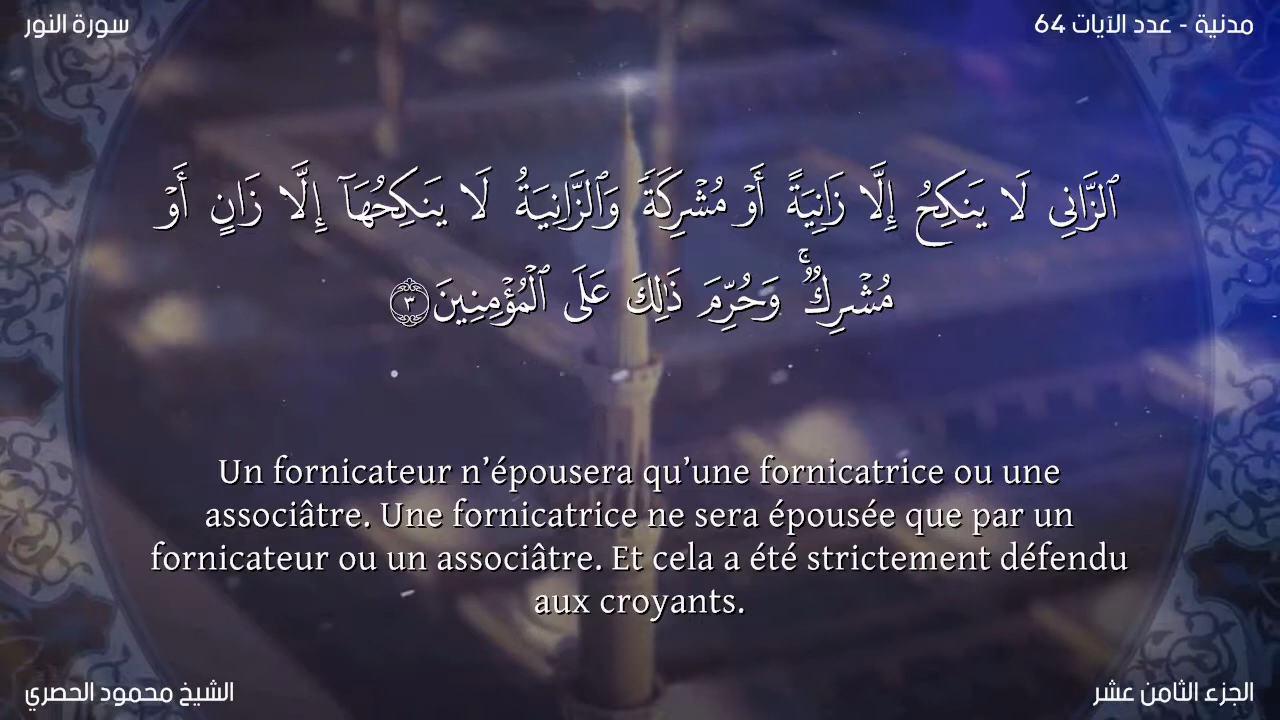 سورة النور
مدنية - عدد الآيات 64
ٱلزَّانِى لَا يَنكِحُ إِلَّا زَانِيَةً أَوْ مُشْرِكَةً وَٱلزَّانِيَةُ لَا يَنكِحُهَآ إِلَّا زَانٍ أَوْ
مُشْرِكٌ ۚ وَحُرِّمَ ذَٰلِكَ عَلَى ٱلْمُؤْمِنِينَ ٣
Un fornicateur n’épousera qu’une fornicatrice ou une
associâtre. Une fornicatrice ne sera épousée que par un
fornicateur ou un associâtre. Et cela a été strictement défendu
aux croyants.
الشيخ محمود الحصري
الجزء الثامن عشر